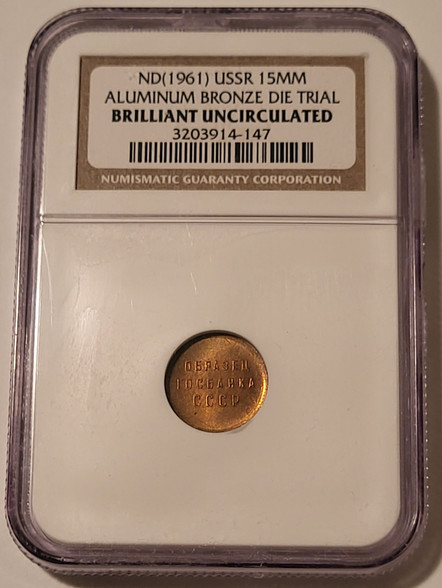 ND(1961) USSR 15MM
ALUMINUM BRONZE DIE TRIAL
BRILLIANT UNCIRCULATED
3203914-147
NUMISMATIC GUARANTY CORPORATION
ОБРАЗЕЦ
ГОСБАНКА
СССР